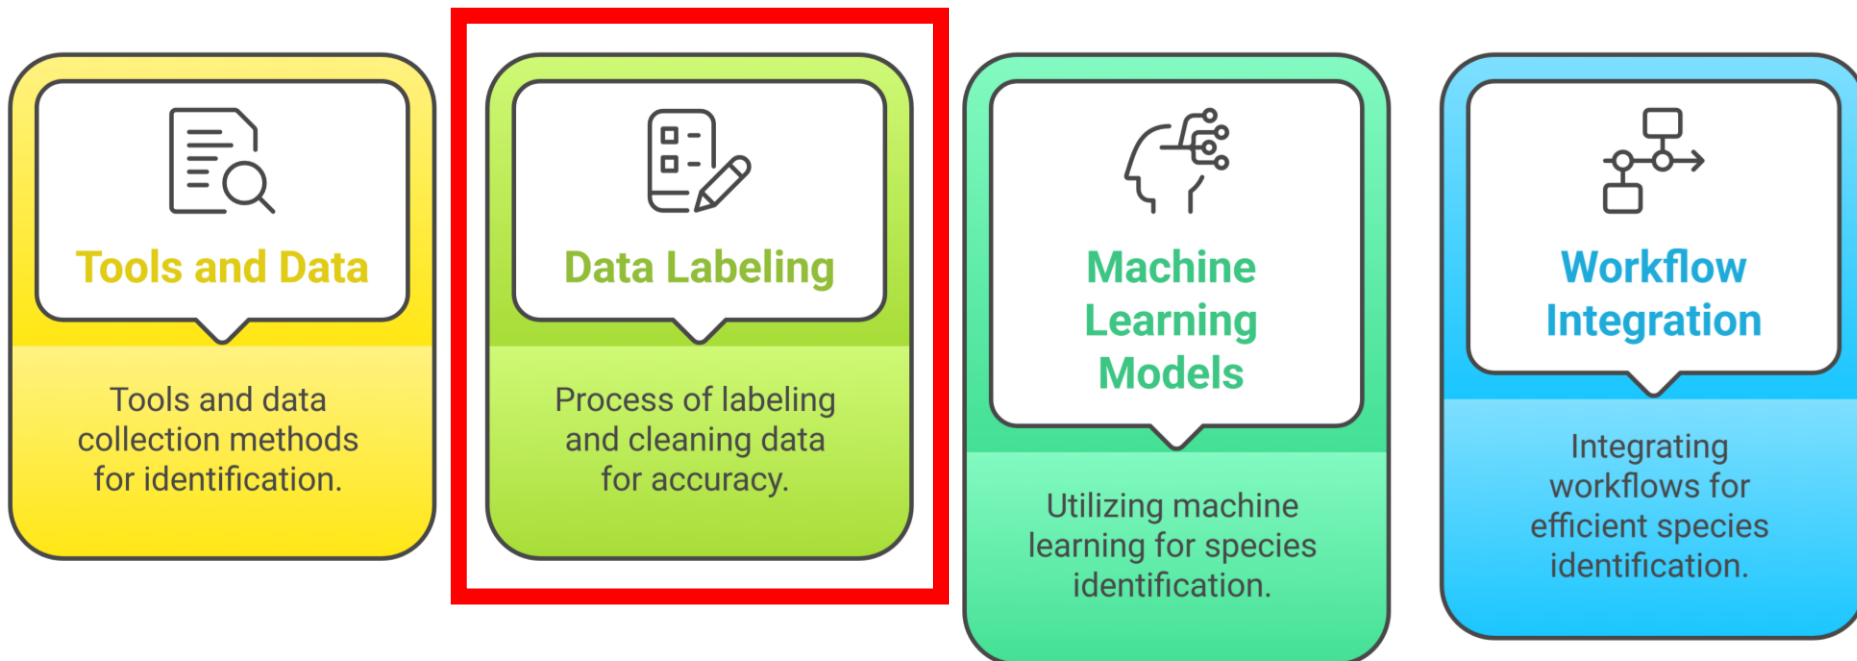 Tools and Data
Tools and data
collection methods
for identification.
Data Labeling
Process of labeling
and cleaning data
for accuracy.
Machine
Learning
Models
Utilizing machine
learning for species
identification.
Workflow
Integration
Integrating
workflows for
efficient species
identification.